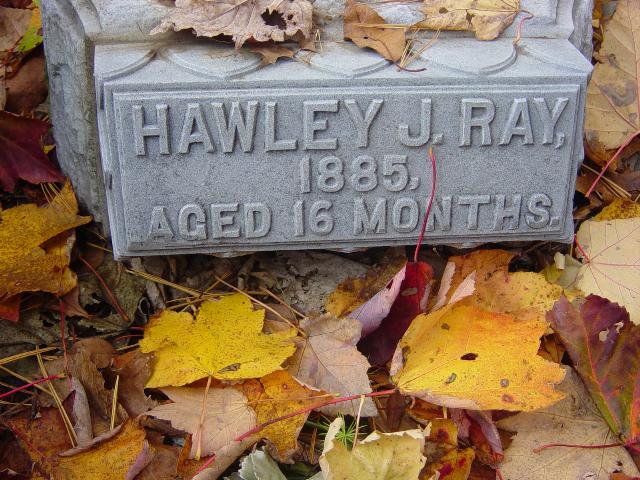 HAWLEY J. RAY,
1885,
AGED 16 MONTHS.